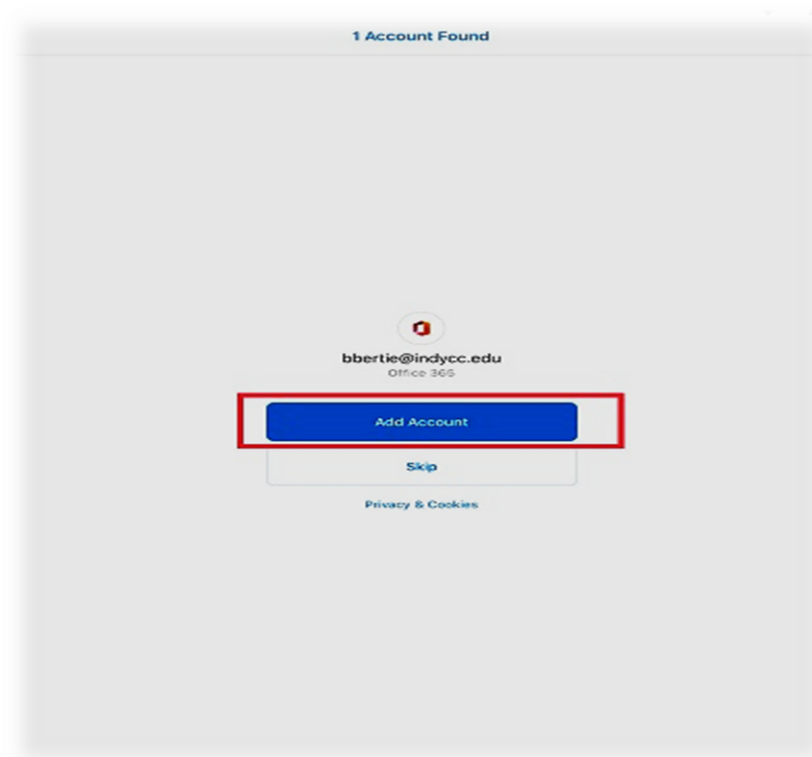 1 Account Found
bbertie@indycc.edu
Office 365
Add Account
Skip
Privacy & Cookies